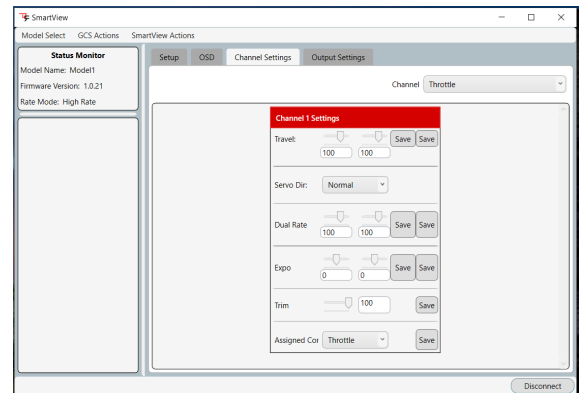 SmartView
Model Select GCS Actions SmartView Actions
Status Monitor
Model Name: Model1
Firmware Version: 1.0.21
Rate Mode: High Rate
Setup OSD Channel Settings Output Settings
Channel Throttle
Channel 1 Settings
Travel: Save Save
100 100
Servo Dir: Normal
Dual Rate Save Save
100 100
Expo Save Save
0 0
Trim 100 Save
Assigned Cor Throttle Save
Disconnect